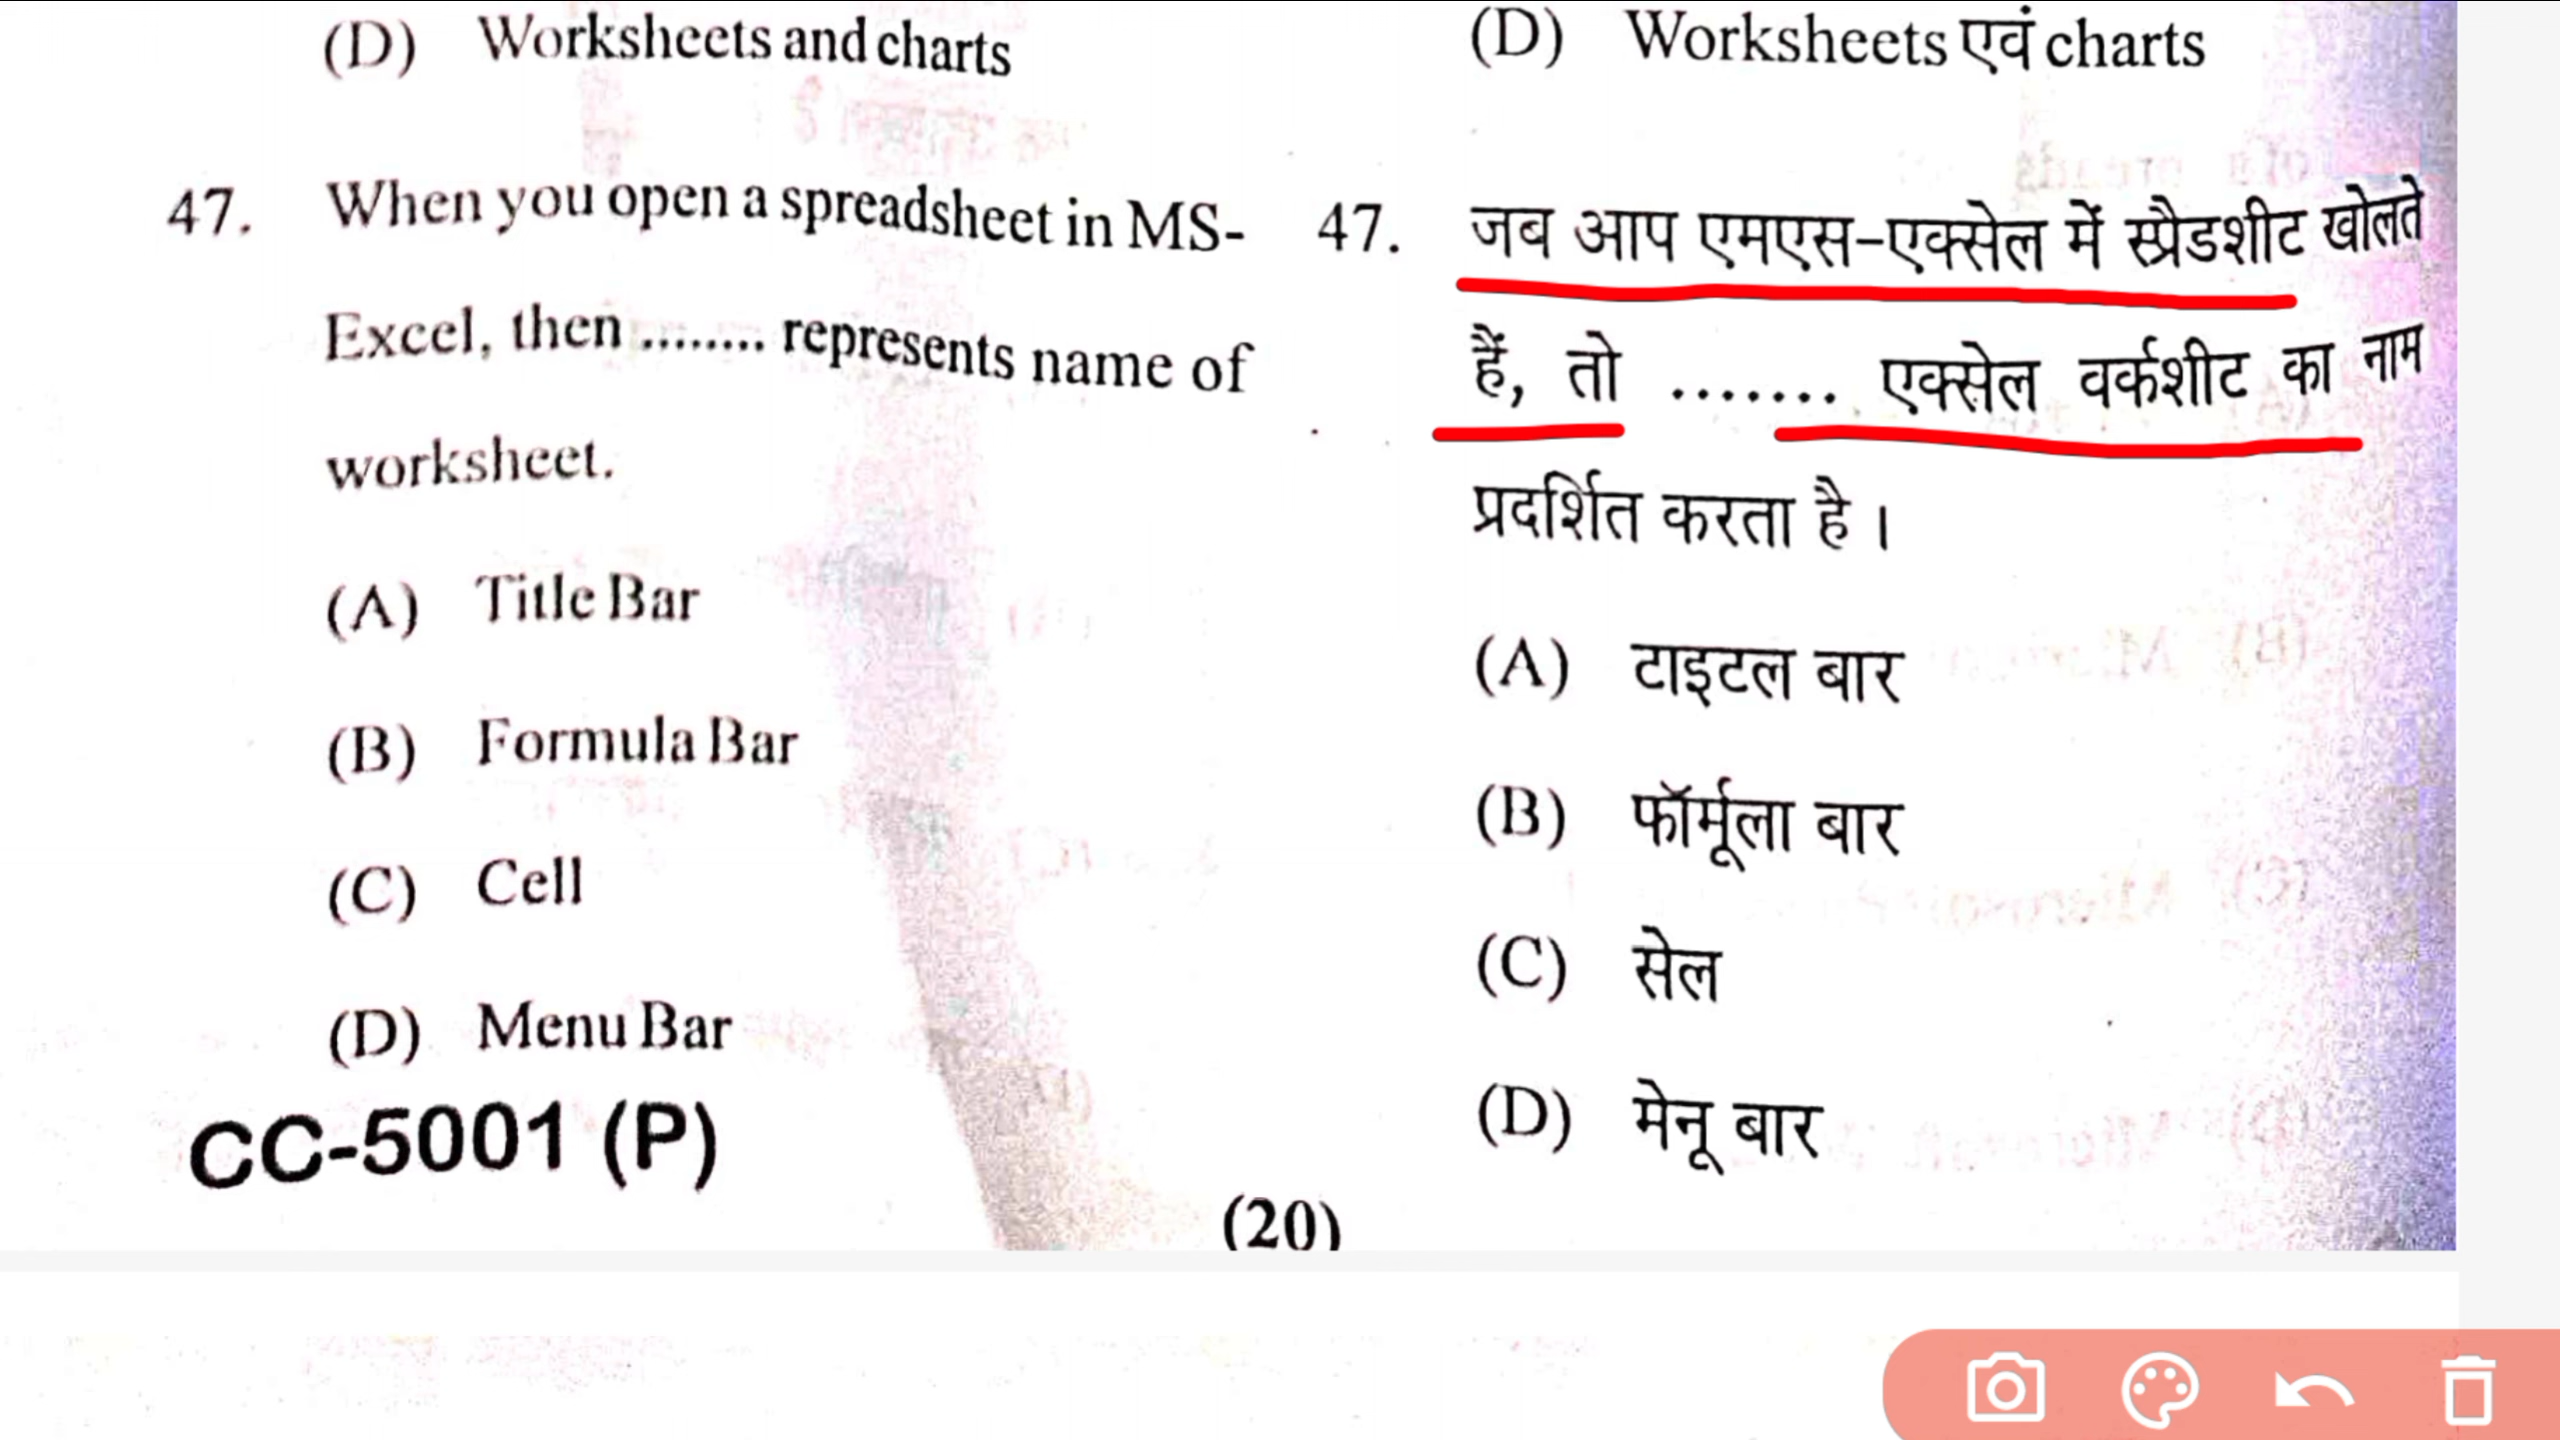 (D) Worksheets and charts
47. When you open a spreadsheet in MS-
Excel, then ........ represents name of
worksheet.
(A) Title Bar
(B) Formula Bar
(C) Cell
(D) Menu Bar
CC-5001 (P)
(D) Worksheets एवं charts
47. जब आप एमएस-एक्सेल में स्प्रैडशीट खोलते
हैं, तो ....... एक्सेल वर्कशीट का नाम
प्रदर्शित करता है।
(A) टाइटल बार
(B) फॉर्मूला बार
(C) सेल
(D) मेनू बार
(20)